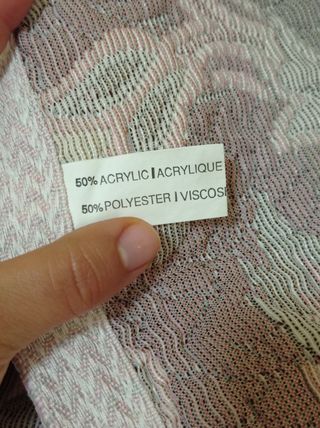 50% ACRYLIC / ACRYLIQUE
50% POLYESTER / VISCOS